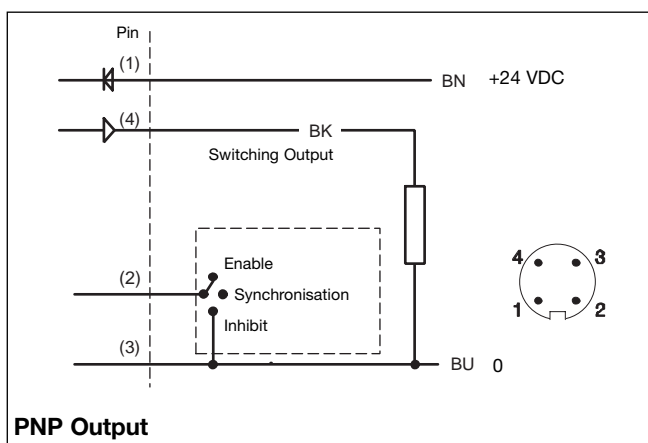 Pin
(1)
BN +24 VDC
(4)
BK
Switching Output
Enable
(2)
Synchronisation
Inhibit
(3)
BU 0
4 3
1 2
PNP Output